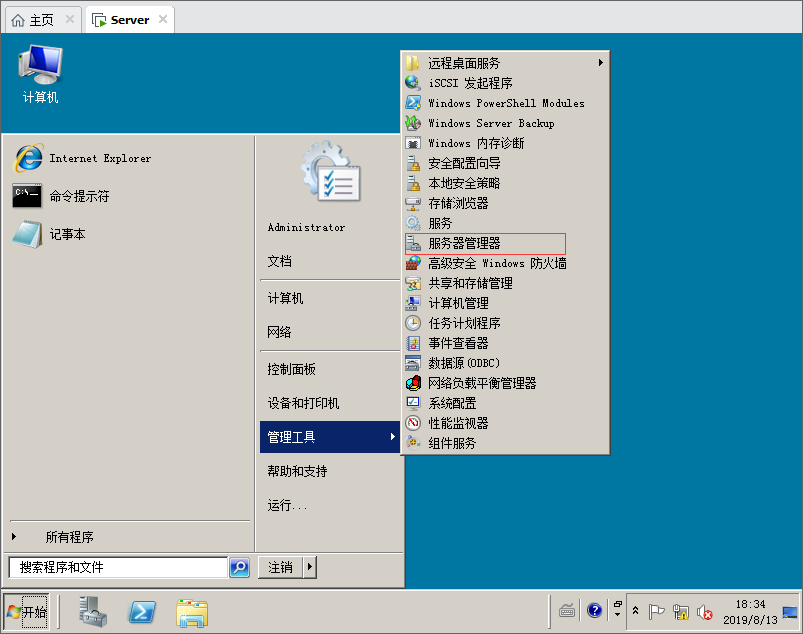 主页
Server
计算机
Internet Explorer
命令提示符
记事本
所有程序
搜索程序和文件
Administrator
文档
计算机
网络
控制面板
设备和打印机
管理工具
帮助和支持
运行...
注销
远程桌面服务
iSCSI 发起程序
Windows PowerShell Modules
Windows Server Backup
Windows 内存诊断
安全配置向导
本地安全策略
存储浏览器
服务
服务器管理器
高级安全 Windows 防火墙
共享和存储管理
计算机管理
任务计划程序
事件查看器
数据源(ODBC)
网络负载平衡管理器
系统配置
性能监视器
组件服务
开始
18:34
2019/8/13